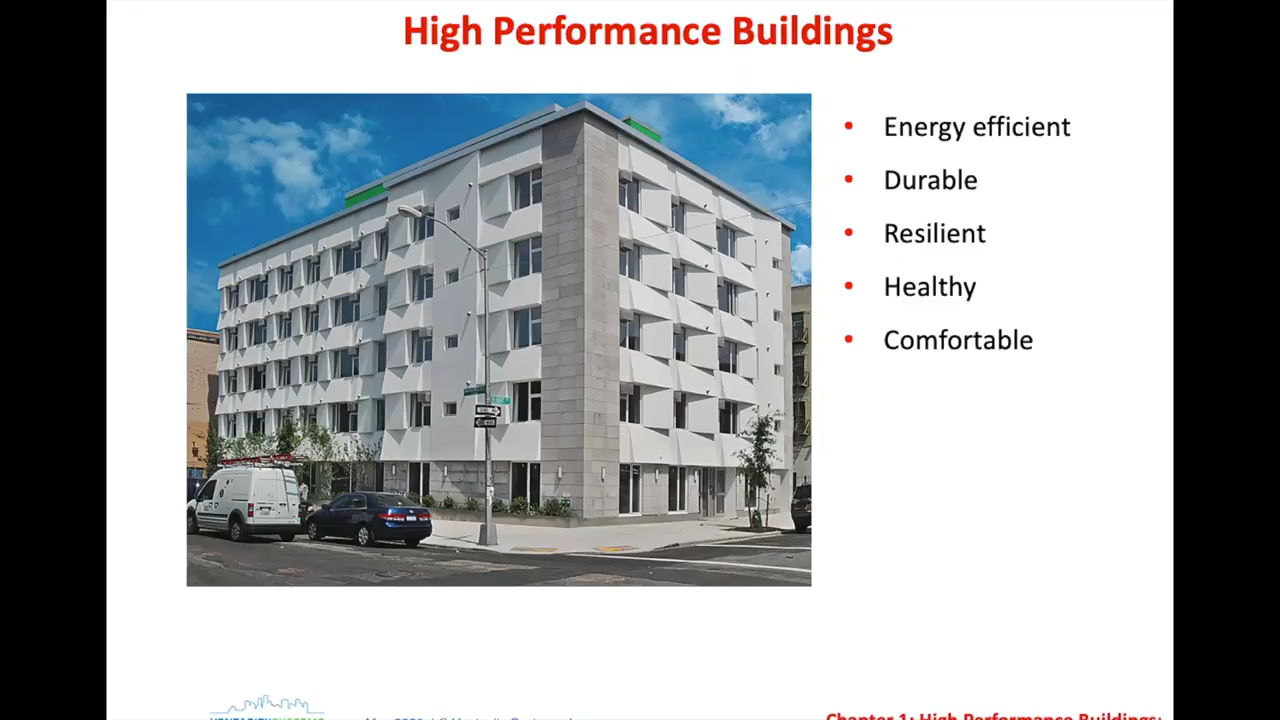 High Performance Buildings
• Energy efficient
• Durable
• Resilient
• Healthy
• Comfortable
Chapter 1: High Performance Buildings: